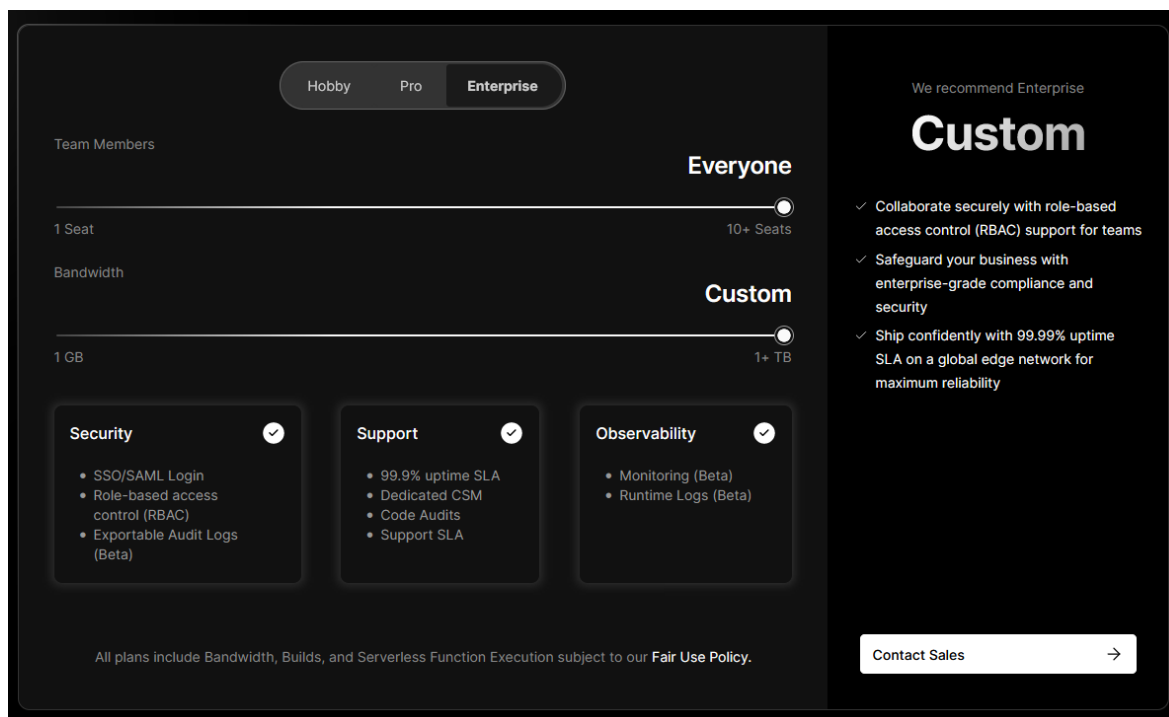 Hobby
Pro
Enterprise
Team Members
Everyone
1 Seat
10+ Seats
Bandwidth
Custom
1 GB
1+ TB
Security
• SSO/SAML Login
• Role-based access
control (RBAC)
• Exportable Audit Logs
(Beta)
Support
• 99.9% uptime SLA
• Dedicated CSM
• Code Audits
• Support SLA
Observability
• Monitoring (Beta)
• Runtime Logs (Beta)
All plans include Bandwidth, Builds, and Serverless Function Execution subject to our Fair Use Policy.
We recommend Enterprise
Custom
Collaborate securely with role-based
access control (RBAC) support for teams
Safeguard your business with
enterprise-grade compliance and
security
Ship confidently with 99.99% uptime
SLA on a global edge network for
maximum reliability
Contact Sales